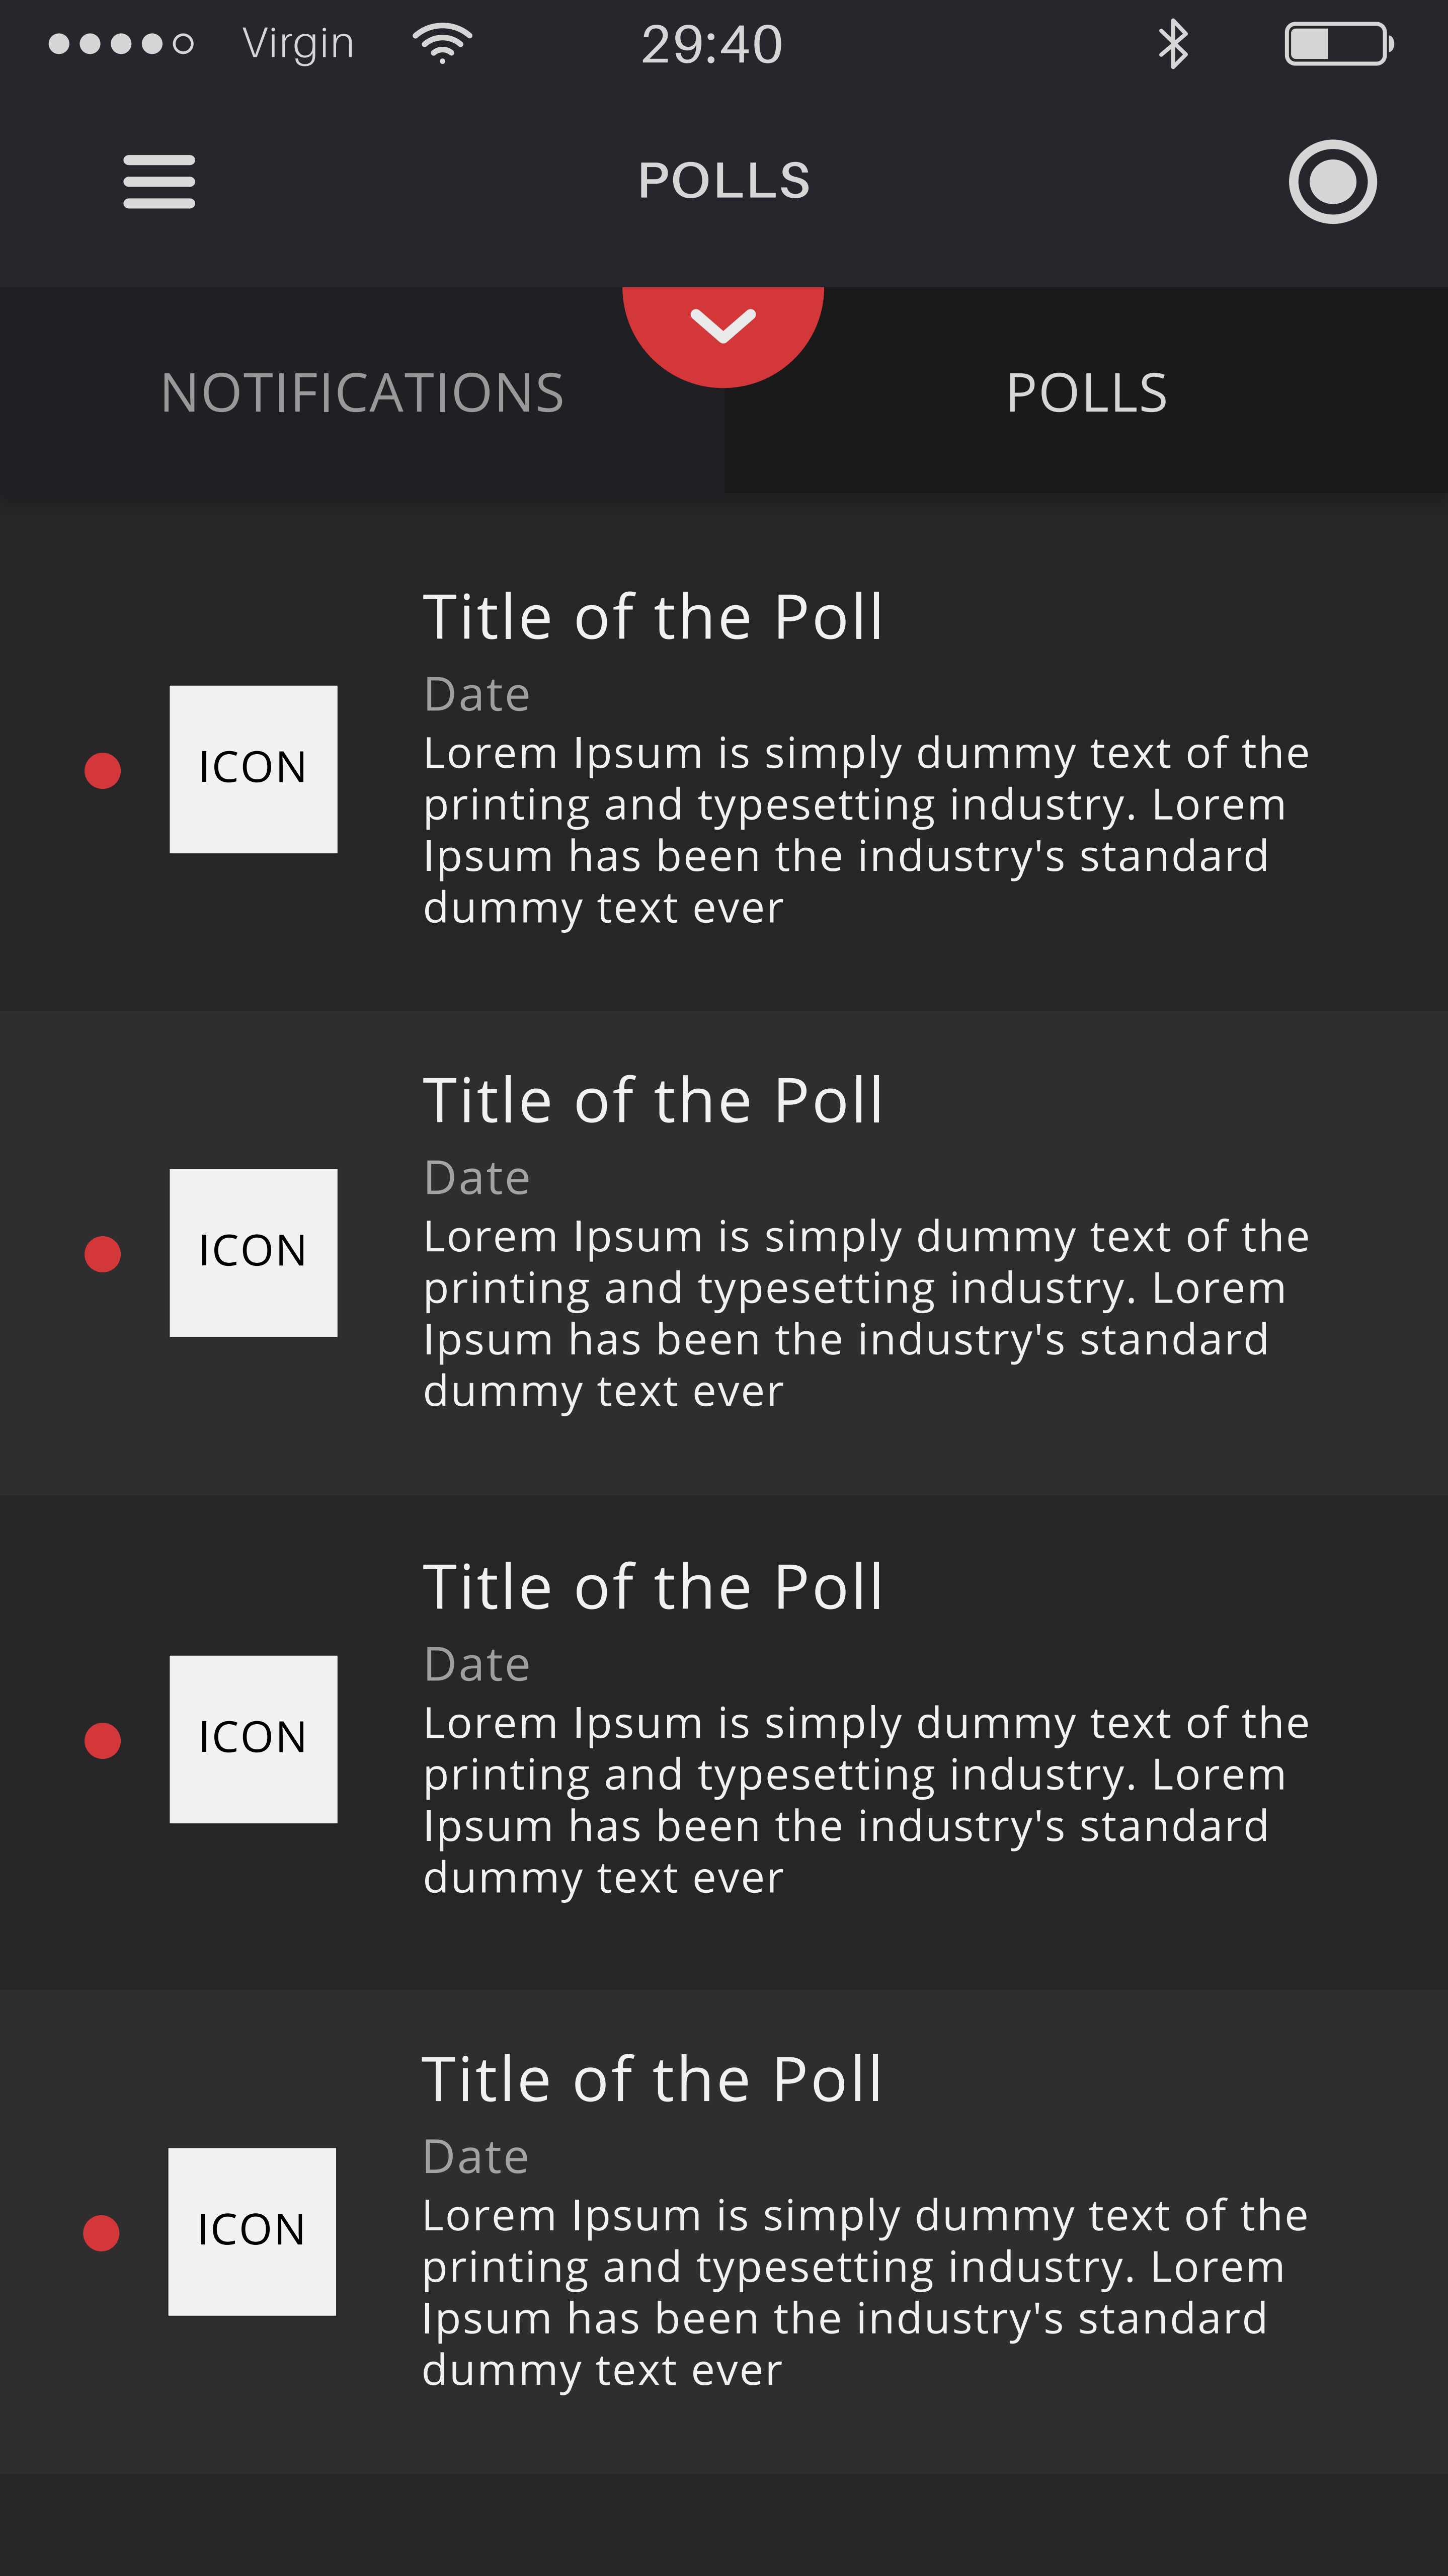 Virgin 29:40
POLLS
NOTIFICATIONS POLLS
Title of the Poll
Date
Lorem Ipsum is simply dummy text of the
printing and typesetting industry. Lorem
Ipsum has been the industry's standard
dummy text ever
ICON
Title of the Poll
Date
Lorem Ipsum is simply dummy text of the
printing and typesetting industry. Lorem
Ipsum has been the industry's standard
dummy text ever
ICON
Title of the Poll
Date
Lorem Ipsum is simply dummy text of the
printing and typesetting industry. Lorem
Ipsum has been the industry's standard
dummy text ever
ICON
Title of the Poll
Date
Lorem Ipsum is simply dummy text of the
printing and typesetting industry. Lorem
Ipsum has been the industry's standard
dummy text ever
ICON